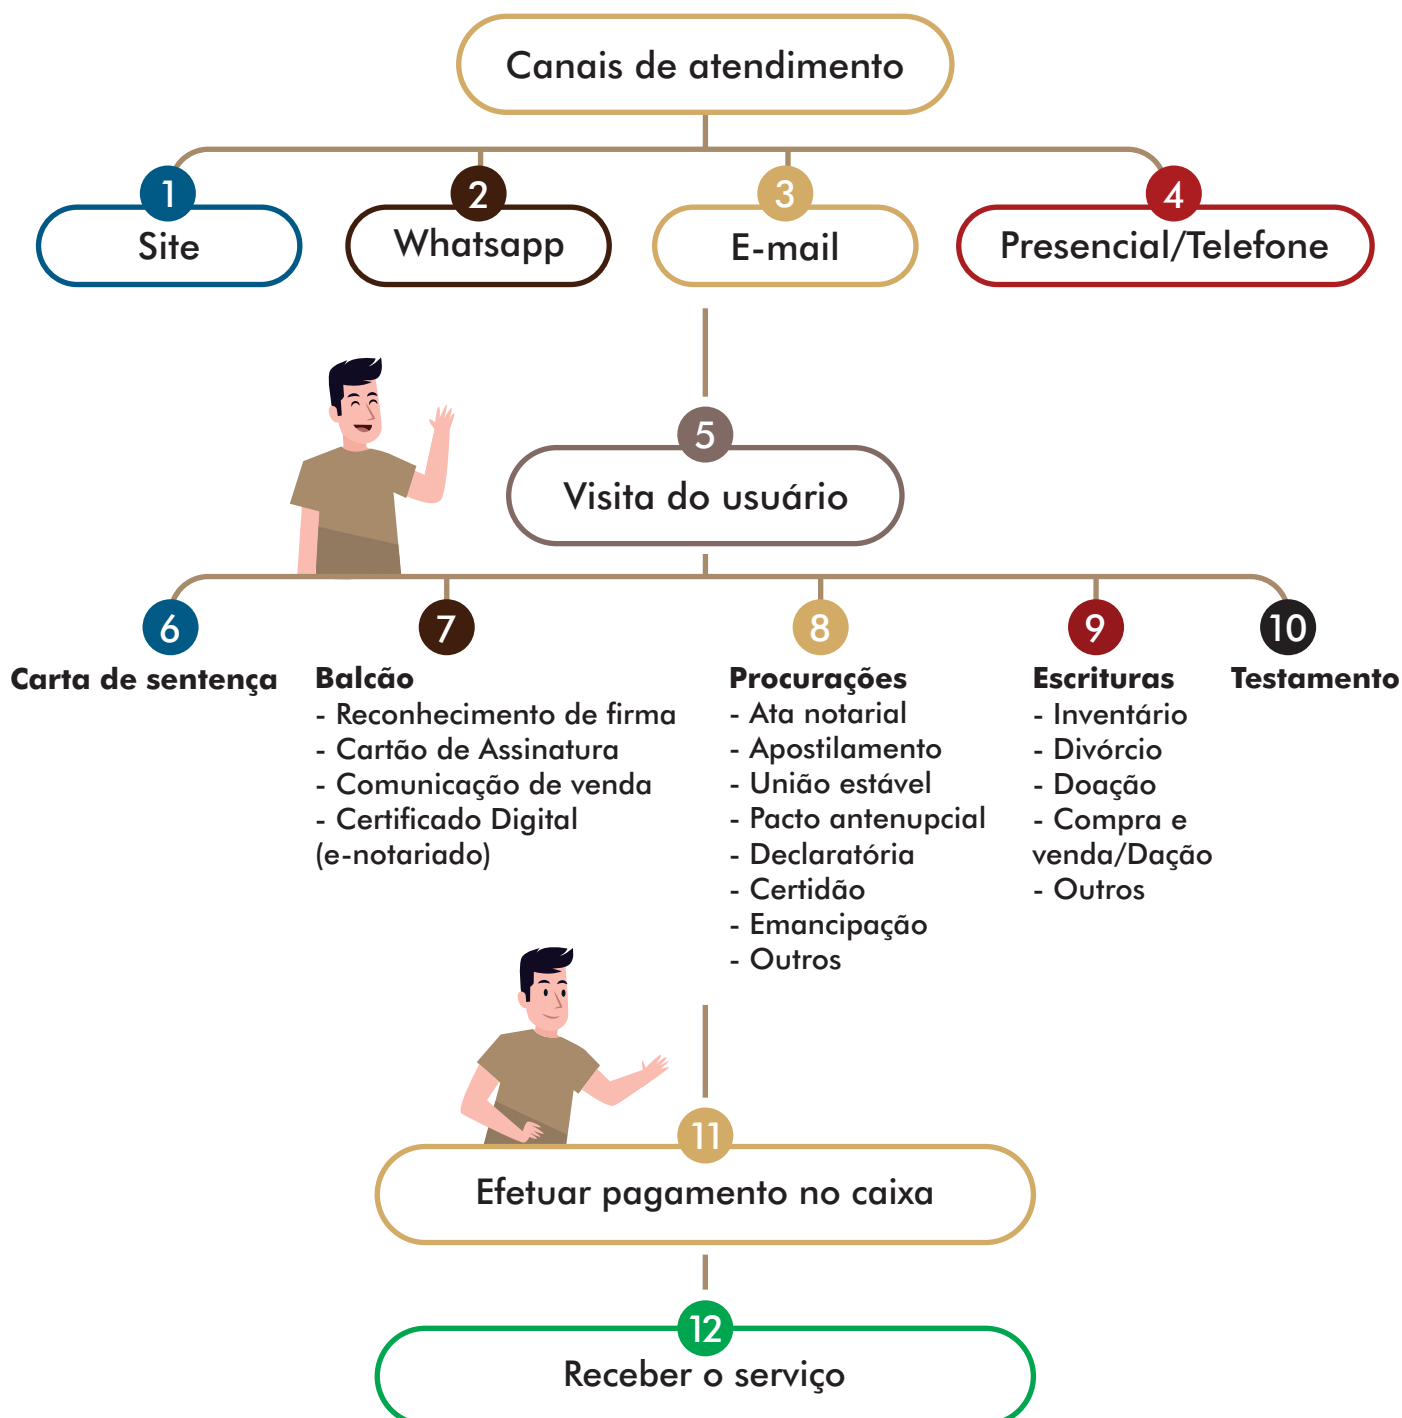 Canais de atendimento
1
Site
2
Whatsapp
3
E-mail
4
Presencial/Telefone
5
Visita do usuário
6
Carta de sentença
7
Balcão
- Reconhecimento de firma
- Cartão de Assinatura
- Comunicação de venda
- Certificado Digital
(e-notariado)
8
Procurações
- Ata notarial
- Apostilamento
- União estável
- Pacto antenupcial
- Declaratória
- Certidão
- Emancipação
- Outros
9
Escrituras
- Inventário
- Divórcio
- Doação
- Compra e
venda/Dação
- Outros
10
Testamento
11
Efetuar pagamento no caixa
12
Receber o serviço